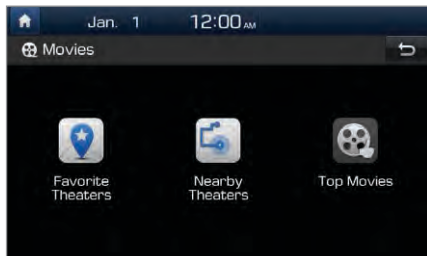 Jan. 1 12:00 AM
Movies
Favorite Nearby Top Movies
Theaters Theaters